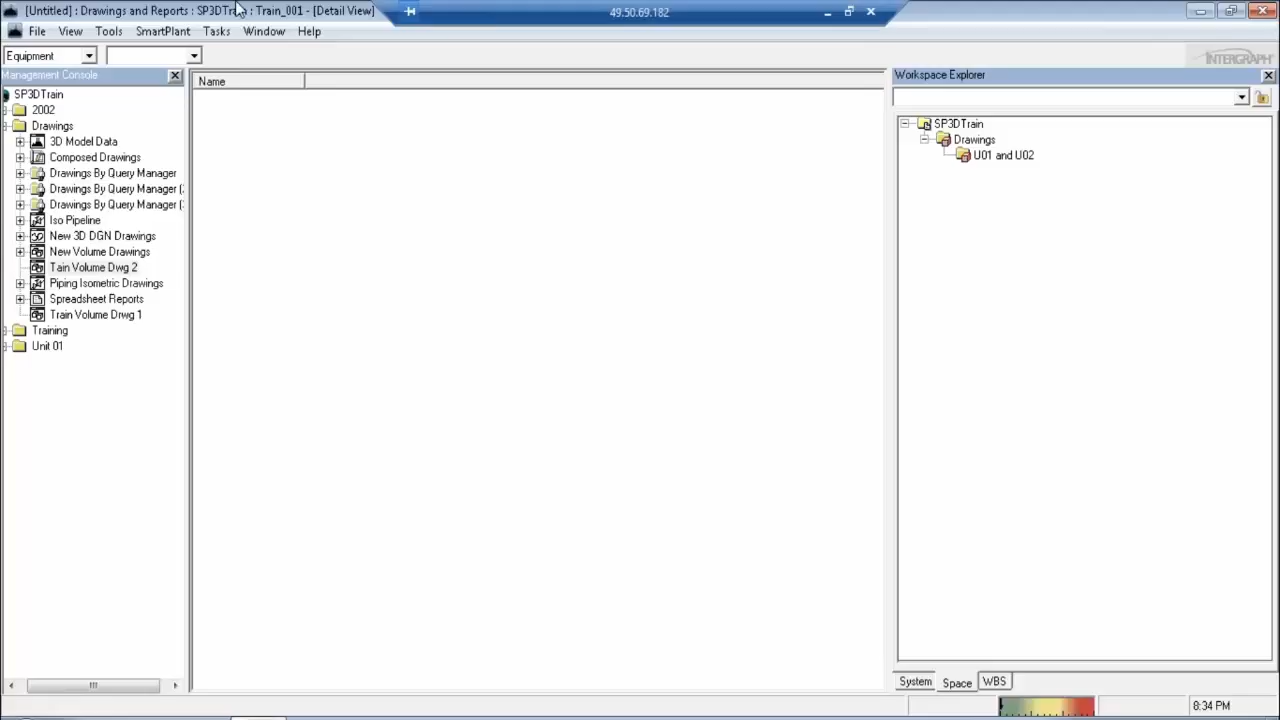 [Untitled] : Drawings and Reports : SP3DTrain : Train_001 - [Detail View]
49.50.69.182
File View Tools SmartPlant Tasks Window Help
Equipment
INTERGRAPH
Management Console
SP3DTrain
2002
Drawings
3D Model Data
Composed Drawings
Drawings By Query Manager
Drawings By Query Manager (
Drawings By Query Manager (
Iso Pipeline
New 3D DGN Drawings
New Volume Drawings
Tain Volume Dwg 2
Piping Isometric Drawings
Spreadsheet Reports
Train Volume Drwg 1
Training
Unit 01
Name
Workspace Explorer
SP3DTrain
Drawings
U01 and U02
System Space WBS
8:34 PM